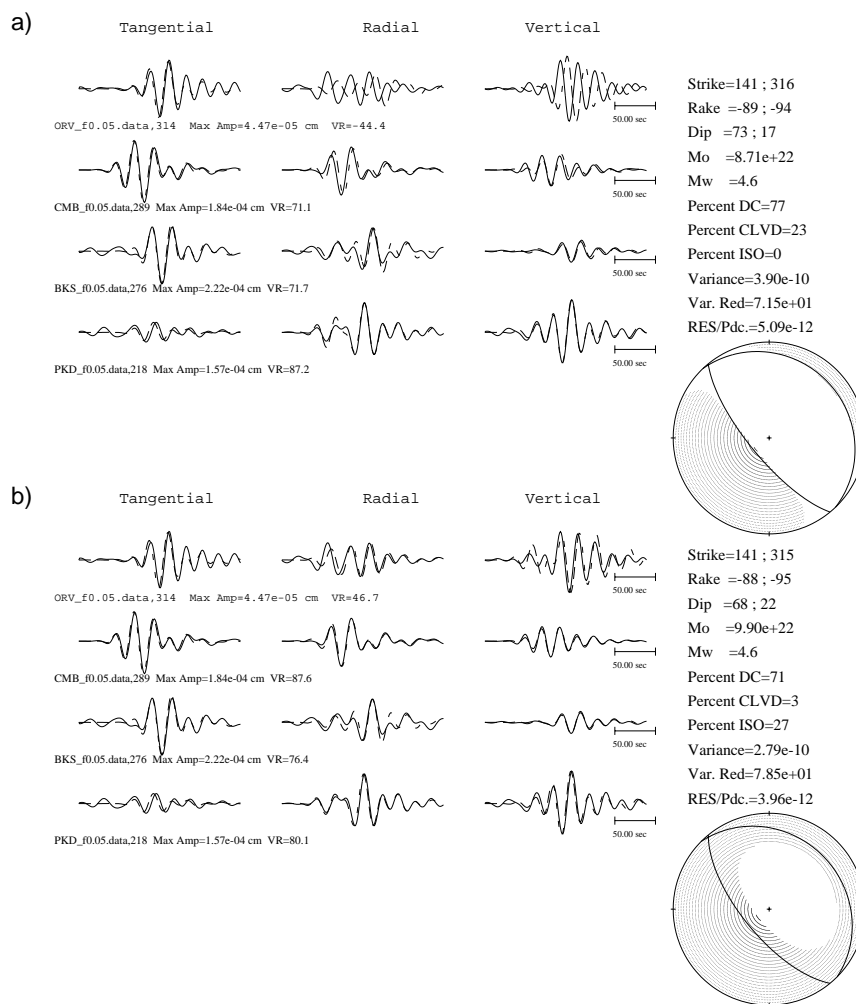 a)
Tangential Radial Vertical
50.00 sec
ORV_f0.05.data,314 Max Amp=4.47e-05 cm VR=-44.4
50.00 sec
CMB_f0.05.data,289 Max Amp=1.84e-04 cm VR=71.1
50.00 sec
BKS_f0.05.data,276 Max Amp=2.22e-04 cm VR=71.7
50.00 sec
PKD_f0.05.data,218 Max Amp=1.57e-04 cm VR=87.2
Strike=141 ; 316
Rake =-89 ; -94
Dip =73 ; 17
Mo =8.71e+22
Mw =4.6
Percent DC=77
Percent CLVD=23
Percent ISO=0
Variance=3.90e-10
Var. Red=7.15e+01
RES/Pdc.=5.09e-12
b)
Tangential Radial Vertical
50.00 sec
ORV_f0.05.data,314 Max Amp=4.47e-05 cm VR=46.7
50.00 sec
CMB_f0.05.data,289 Max Amp=1.84e-04 cm VR=87.6
50.00 sec
BKS_f0.05.data,276 Max Amp=2.22e-04 cm VR=76.4
50.00 sec
PKD_f0.05.data,218 Max Amp=1.57e-04 cm VR=80.1
Strike=141 ; 315
Rake =-88 ; -95
Dip =68 ; 22
Mo =9.90e+22
Mw =4.6
Percent DC=71
Percent CLVD=3
Percent ISO=27
Variance=2.79e-10
Var. Red=7.85e+01
RES/Pdc.=3.96e-12